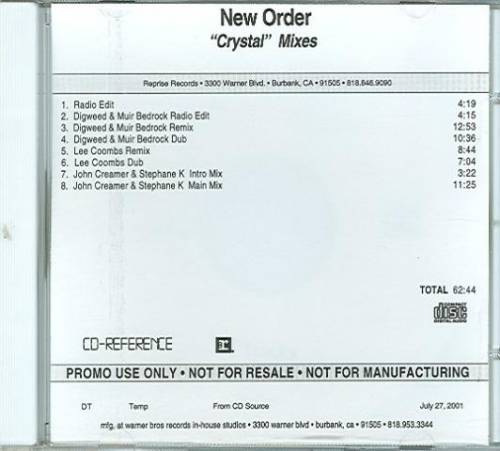 New Order
"Crystal" Mixes
Reprise Records • 3300 Warner Blvd. • Burbank, CA • 91505 • 818.846.9090
1. Radio Edit 4:19
2. Digweed & Muir Bedrock Radio Edit 4:15
3. Digweed & Muir Bedrock Remix 12:53
4. Digweed & Muir Bedrock Dub 10:36
5. Lee Coombs Remix 8:44
6. Lee Coombs Dub 7:04
7. John Creamer & Stephane K Intro Mix 3:22
8. John Creamer & Stephane K Main Mix 11:25
TOTAL 62:44
COMPACT
disc
DIGITAL AUDIO
CD-REFERENCE
PROMO USE ONLY • NOT FOR RESALE • NOT FOR MANUFACTURING
DT Temp From CD Source July 27, 2001
mfg. at warner bros records in-house studios • 3300 warner blvd • burbank, ca • 91505 • 818.953.3344